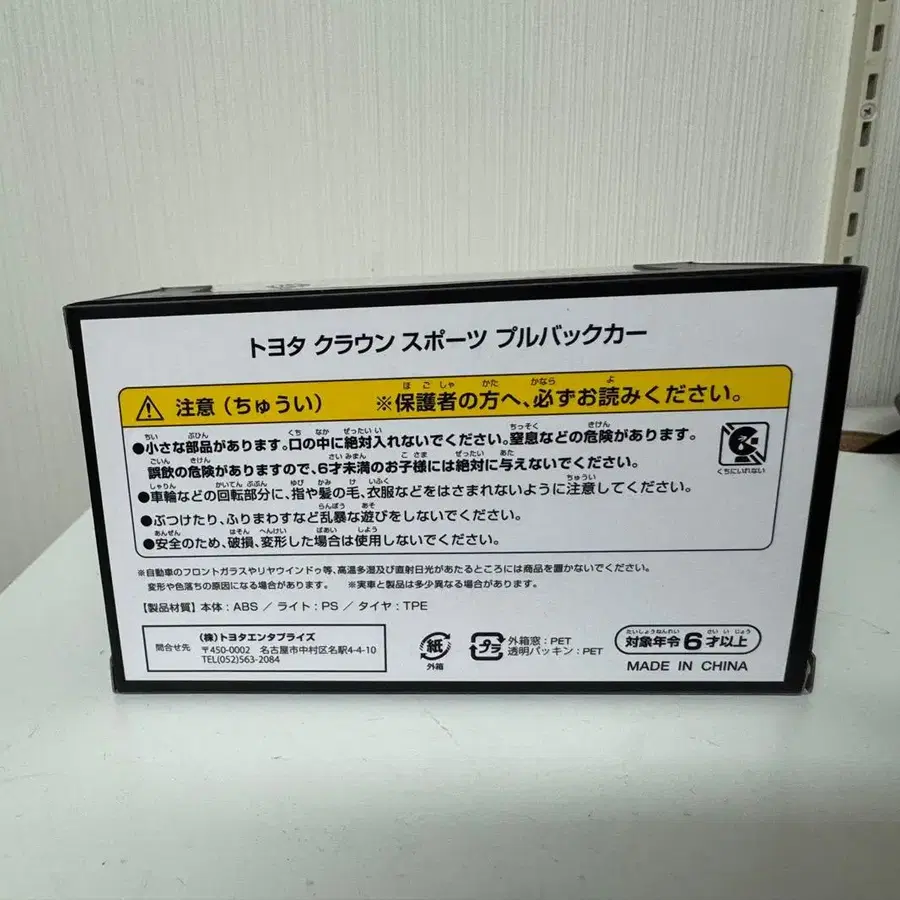 トヨタ クラウン スポーツ プルバックカー
注意（ちゅうい） ※保護者の方へ、必ずお読みください。
●小さな部品があります。口の中に絶対入れないでください。窒息などの危険があります。
誤飲の危険がありますので、6才未満のお子様には絶対に与えないでください。
●車輪などの回転部分に、指や髪の毛、衣服などをはさまれないように注意してください。
●ぶつけたり、ふりまわすなど乱暴な遊びをしないでください。
●安全のため、破損、変形した場合は使用しないでください。
くちにいれない
※自動車のフロントガラスやリヤウインドゥ等、高温多湿及び直射日光があたるところには商品を置かないでください。
変形や色落ちの原因になる場合があります。 ※実車と製品は多少異なる場合があります。
【製品材質】本体：ABS ／ ライト：PS ／ タイヤ：TPE
問合せ先
（株）トヨタエンタプライズ
〒450-0002 名古屋市中村区名駅4-4-10
TEL(052)563-2084
紙
外箱
プラ
外箱窓：PET
透明パッキン：PET
対象年令6才以上
MADE IN CHINA